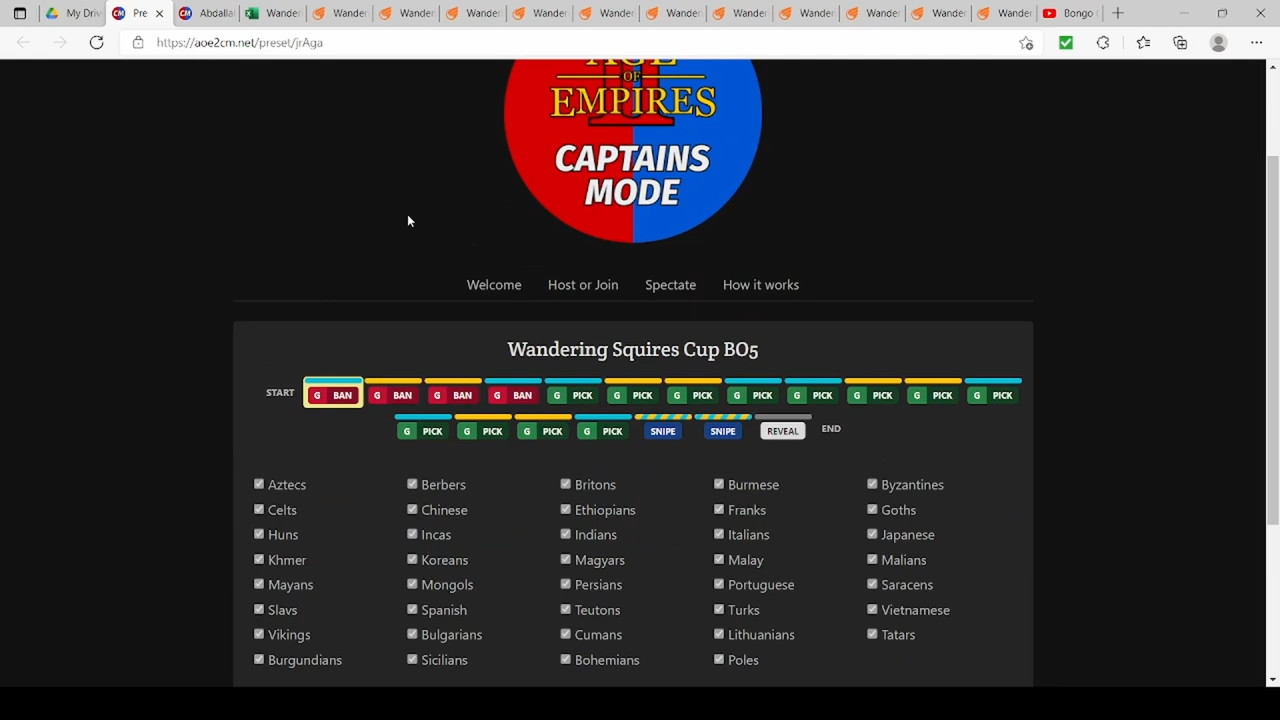 My Driv
Pre
Abdallal
Wander
Wander
Wander
Wander
Wander
Wander
Wander
Wander
Wander
Wander
Wander
Wander
Bongo
https://aoe2cm.net/preset/jrAga
AGE
OF
EMPIRES
II
CAPTAINS
MODE
Welcome Host or Join Spectate How it works
Wandering Squires Cup BO5
START G BAN G BAN G BAN G BAN G PICK G PICK G PICK G PICK G PICK G PICK G PICK G PICK
G PICK G PICK G PICK G PICK SNIPE SNIPE REVEAL END
Aztecs Berbers Britons Burmese Byzantines
Celts Chinese Ethiopians Franks Goths
Huns Incas Indians Italians Japanese
Khmer Koreans Magyars Malay Malians
Mayans Mongols Persians Portuguese Saracens
Slavs Spanish Teutons Turks Vietnamese
Vikings Bulgarians Cumans Lithuanians Tatars
Burgundians Sicilians Bohemians Poles